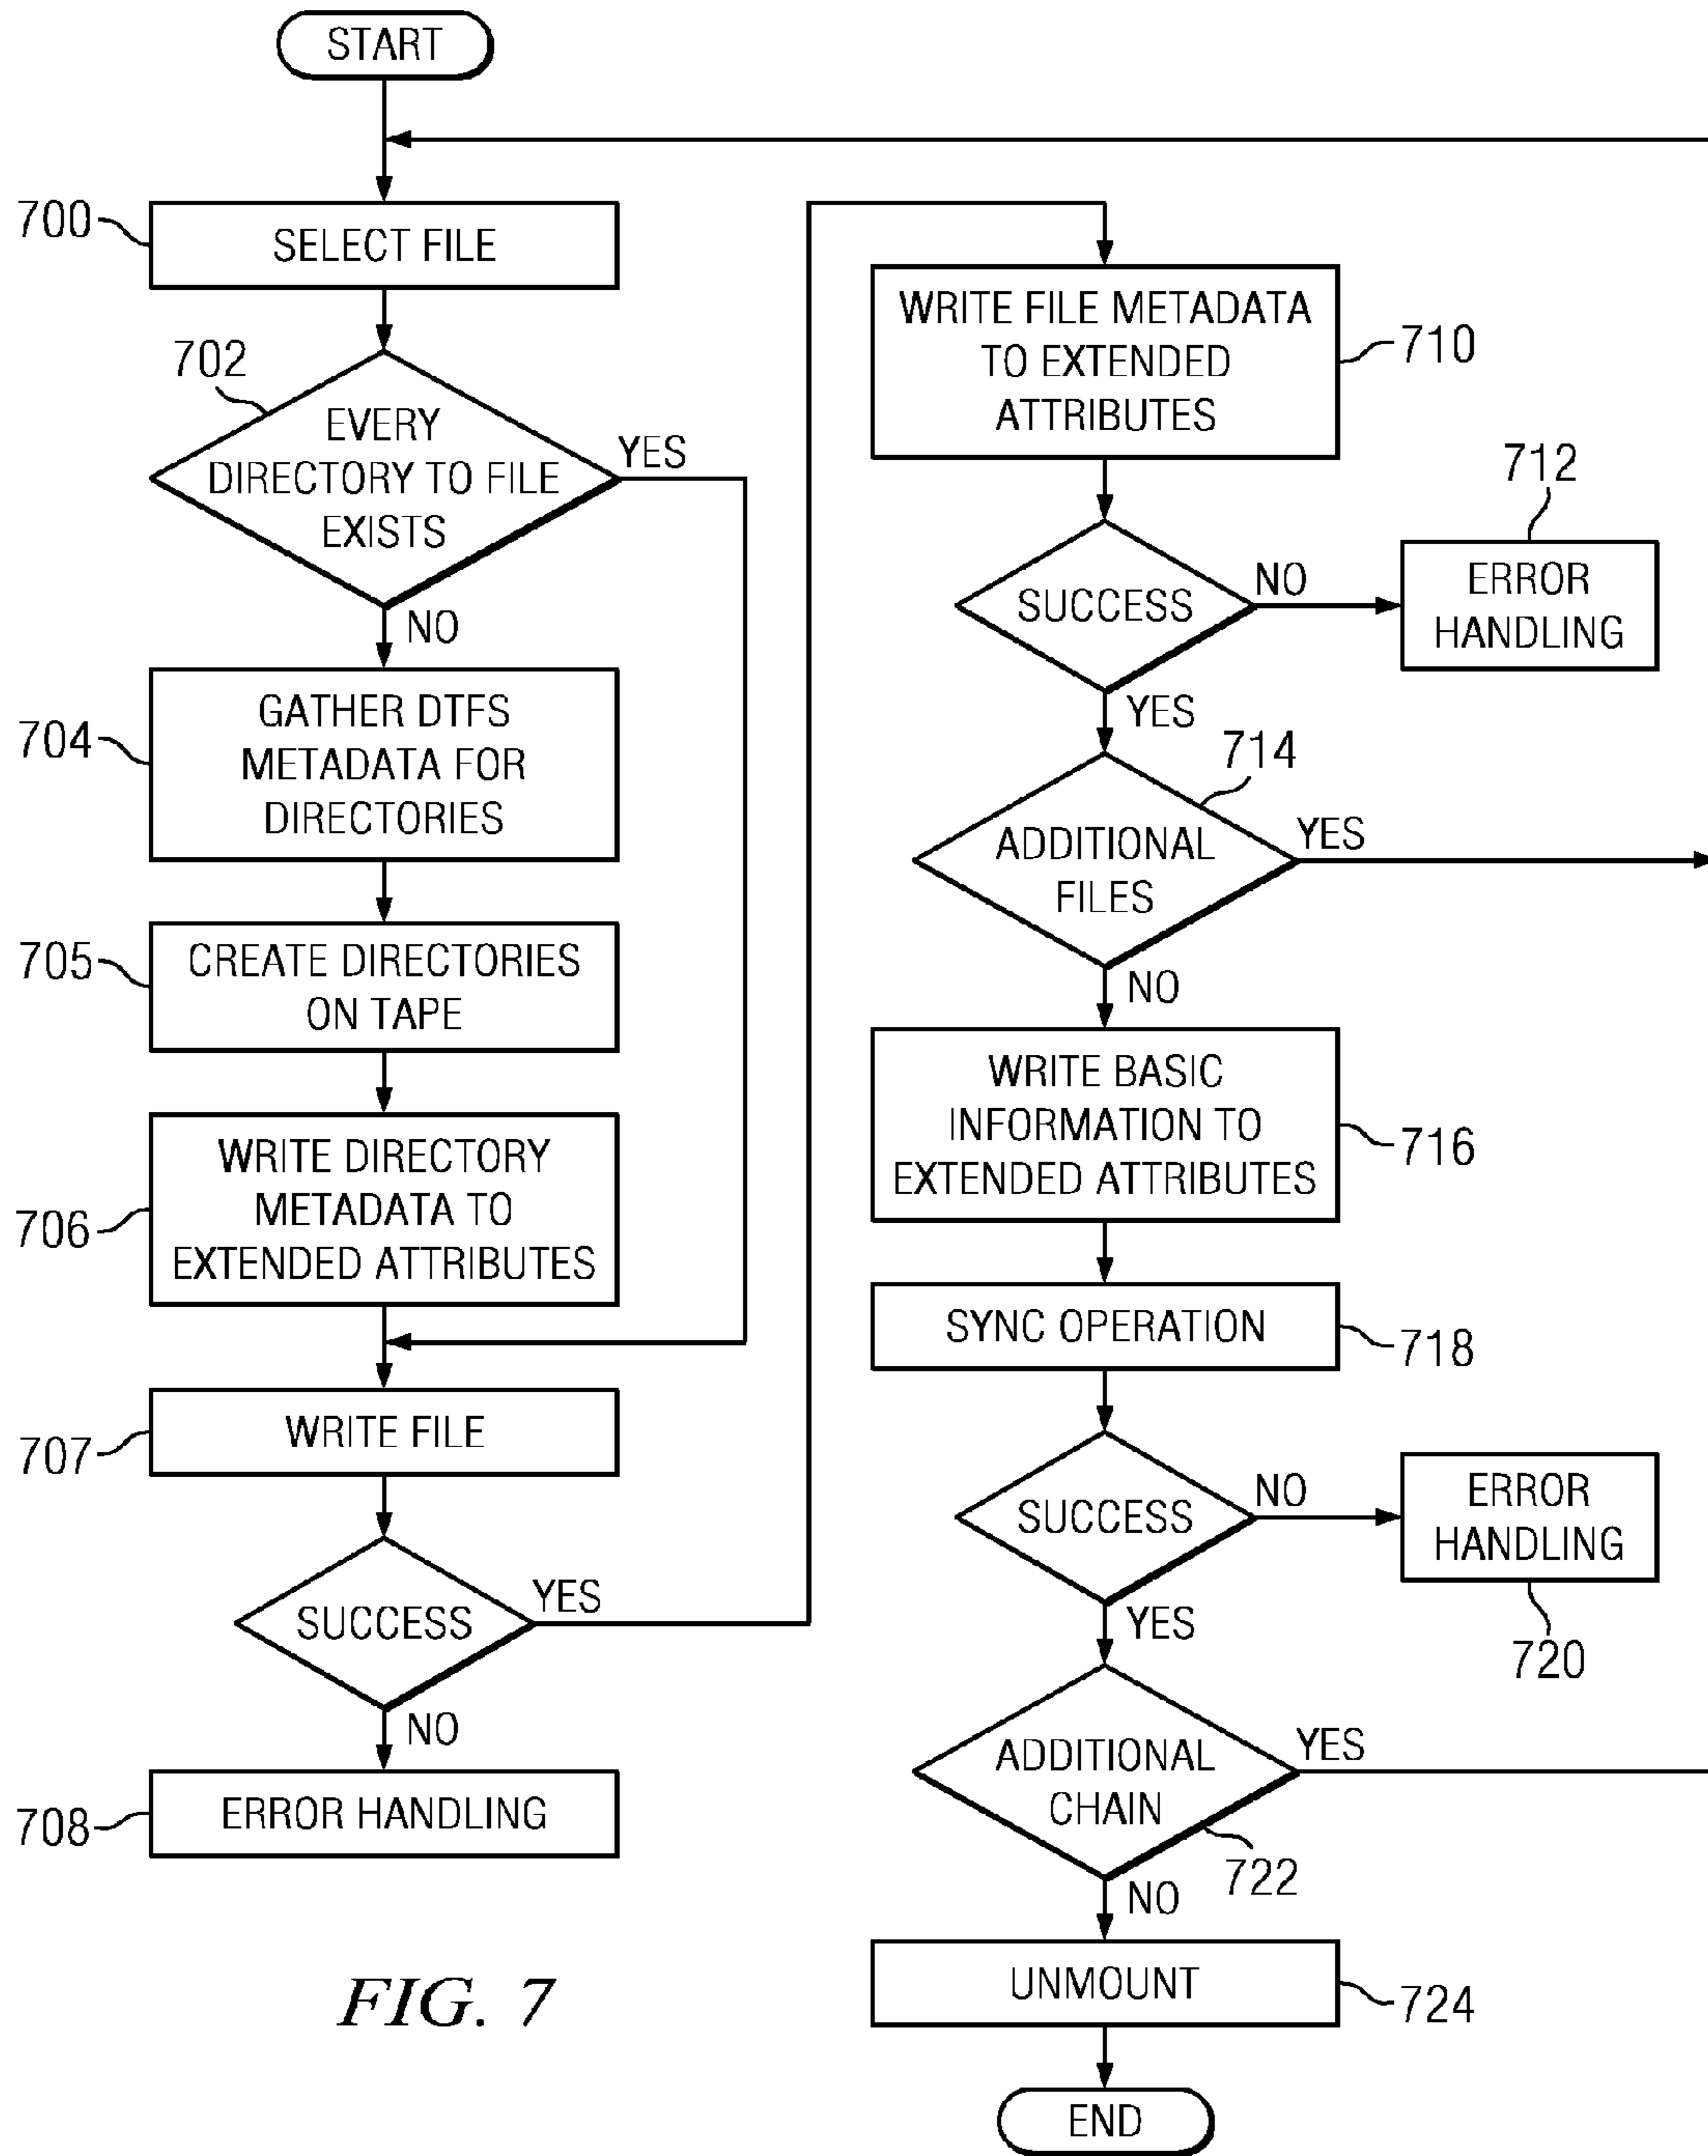 START
700
SELECT FILE
702
EVERY
DIRECTORY TO FILE
EXISTS
YES
NO
704
GATHER DTFS
METADATA FOR
DIRECTORIES
705
CREATE DIRECTORIES
ON TAPE
706
WRITE DIRECTORY
METADATA TO
EXTENDED ATTRIBUTES
707
WRITE FILE
SUCCESS
YES
NO
708
ERROR HANDLING
WRITE FILE METADATA
TO EXTENDED
ATTRIBUTES
710
SUCCESS
NO
712
ERROR
HANDLING
YES
714
ADDITIONAL
FILES
YES
NO
WRITE BASIC
INFORMATION TO
EXTENDED ATTRIBUTES
716
SYNC OPERATION
718
SUCCESS
NO
ERROR
HANDLING
720
YES
ADDITIONAL
CHAIN
YES
722
NO
UNMOUNT
724
END
FIG. 7